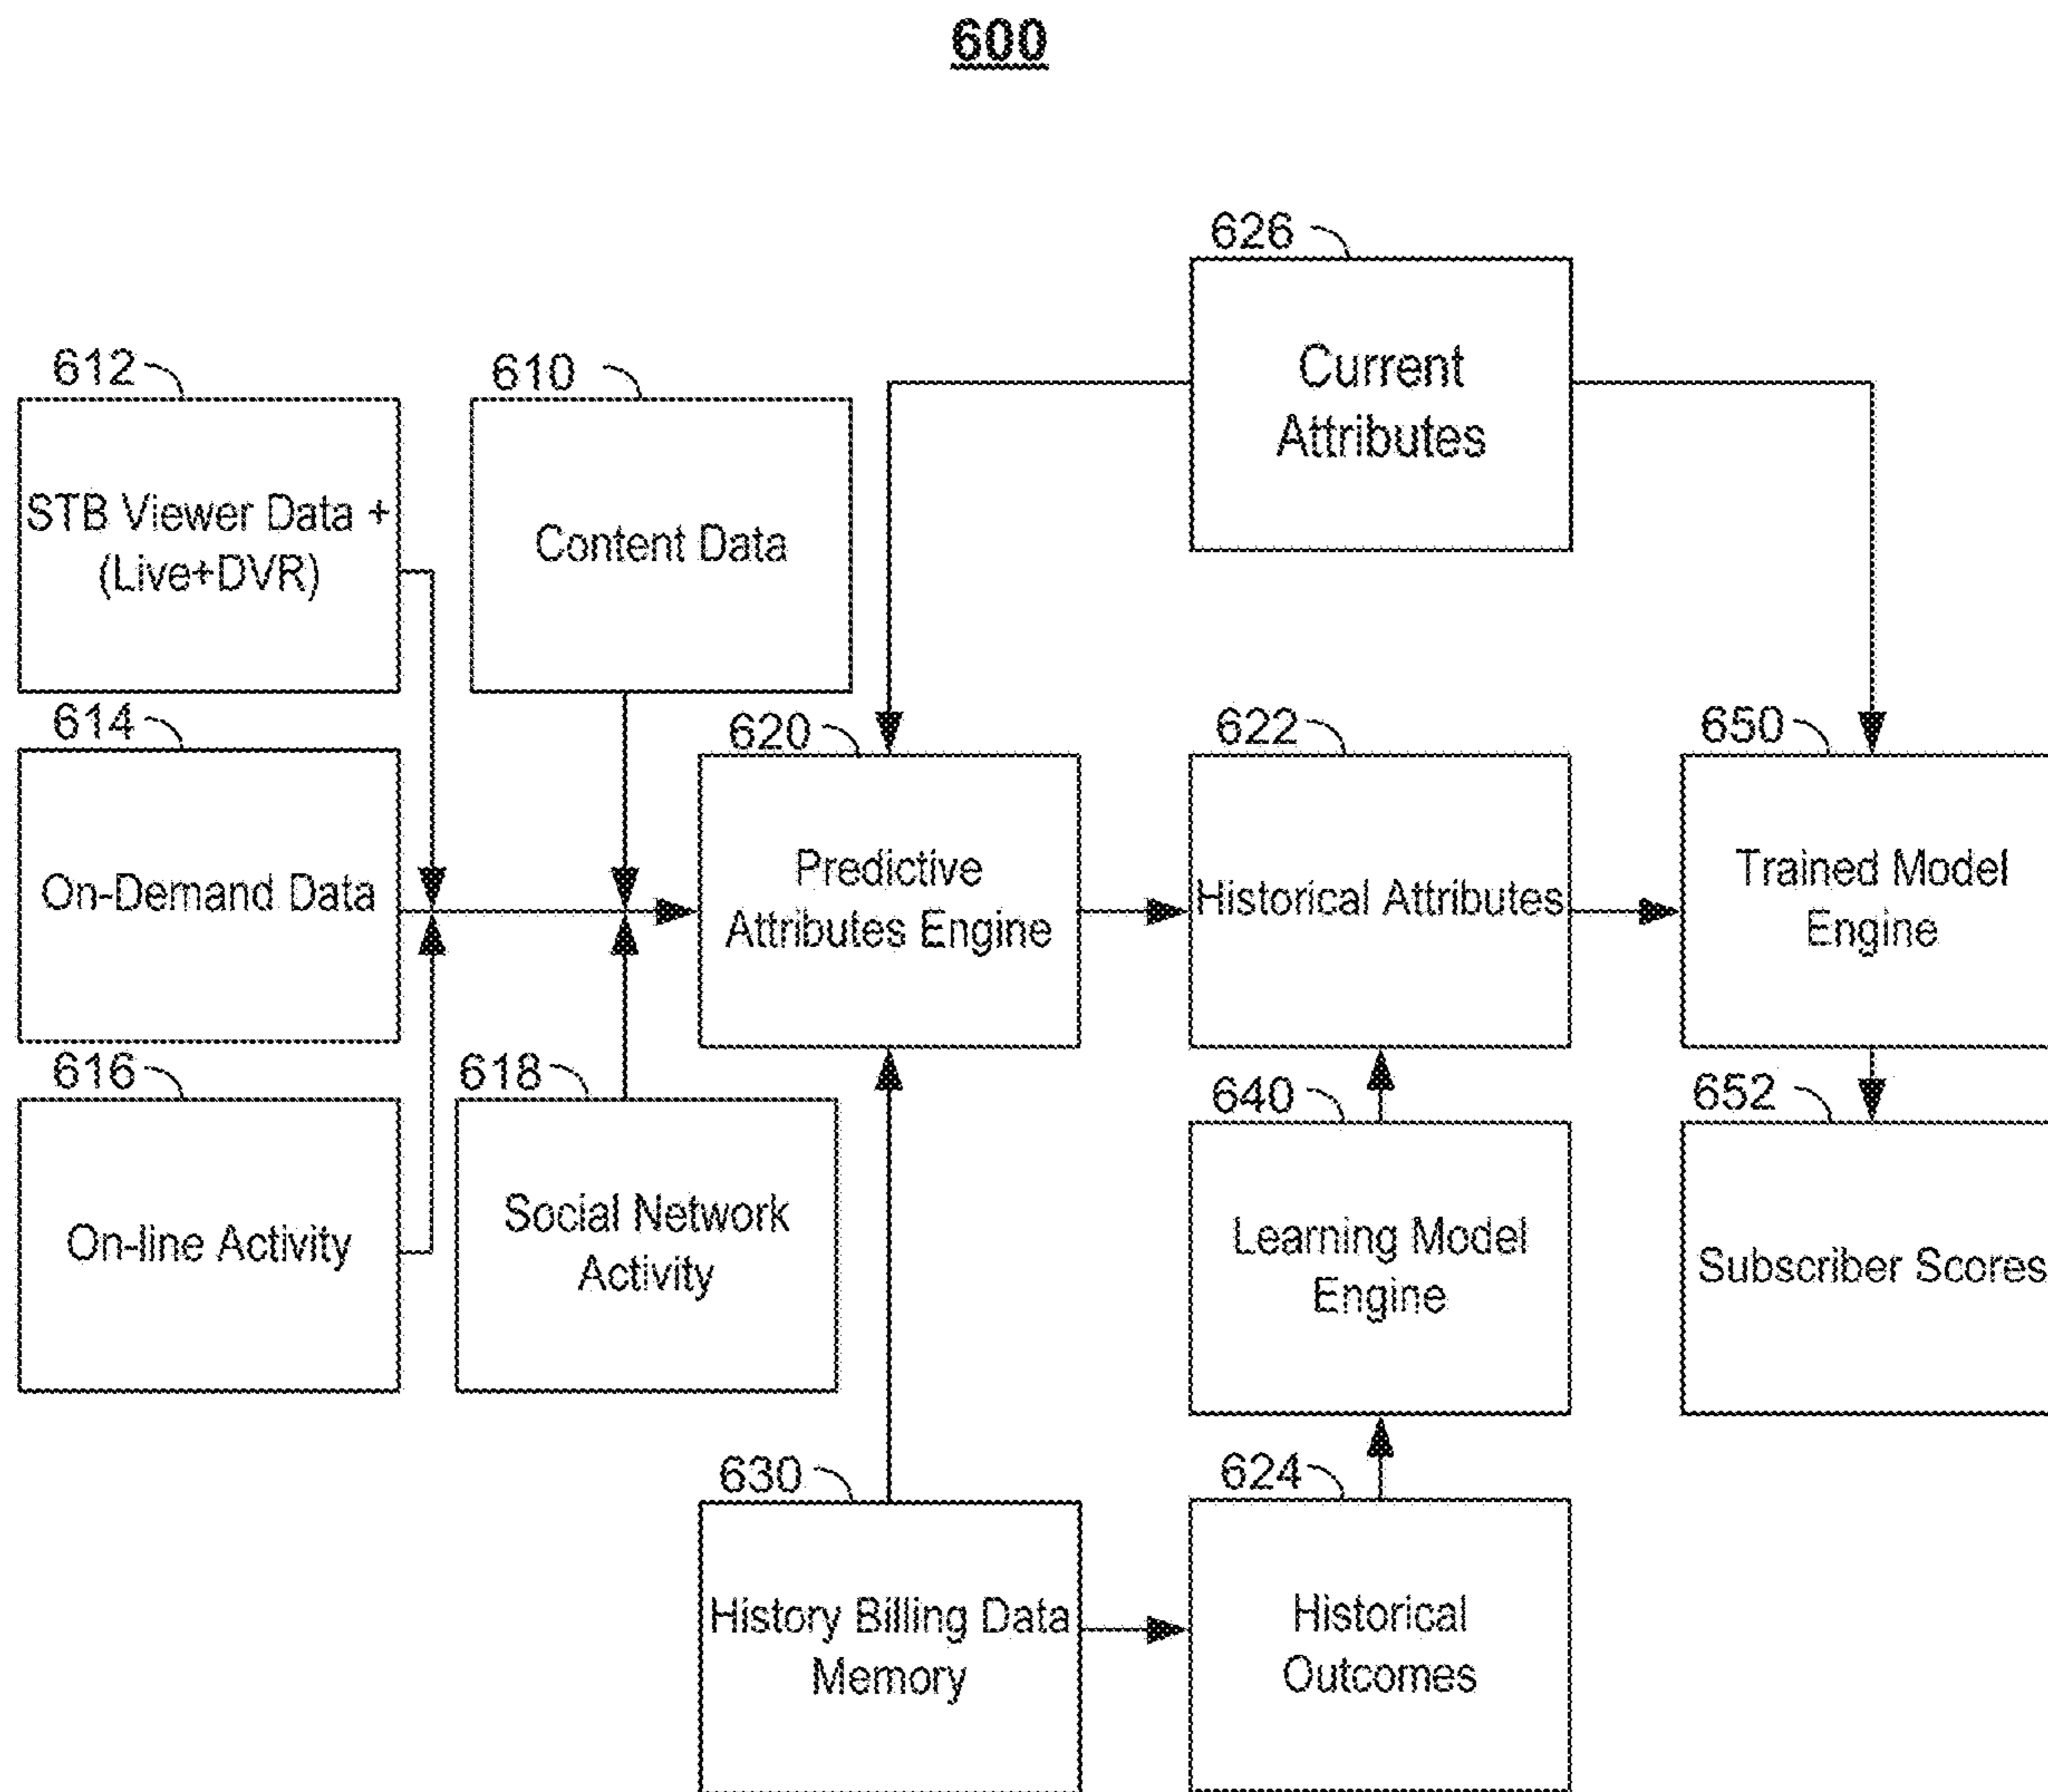 600
626
Current
Attributes
612
STB Viewer Data +
(Live+DVR)
610
Content Data
614
On-Demand Data
620
Predictive
Attributes Engine
622
Historical Attributes
650
Trained Model
Engine
616
On-line Activity
618
Social Network
Activity
640
Learning Model
Engine
652
Subscriber Scores
630
History Billing Data
Memory
624
Historical
Outcomes